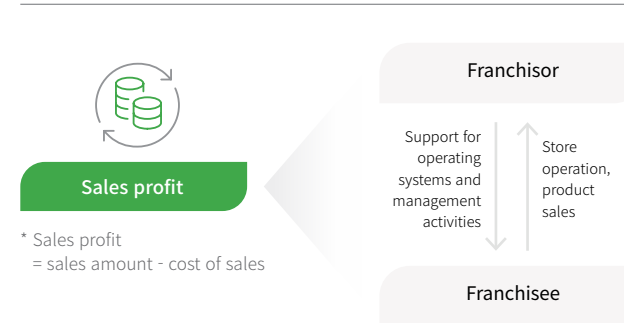 Sales profit
* Sales profit
= sales amount - cost of sales
Franchisor
Support for
operating
systems and
management
activities
Store
operation,
product
sales
Franchisee